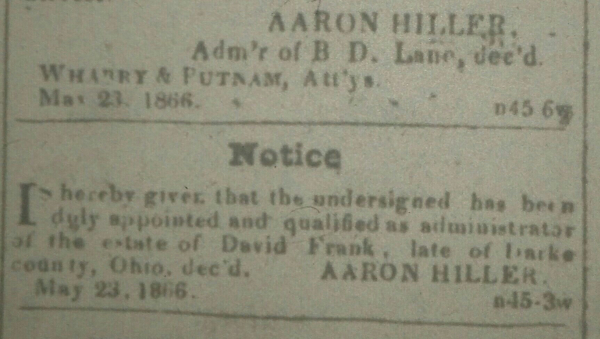 AARON HILLER.
Adm'r of B D. Lane, dec'd.
WHARRY & PUTNAM, Att'ys.
May 23. 1866. n45 6w
Notice
Is hereby given that the undersigned has been
duly appointed and qualified as administrator
of the estate of David Frank, late of Darke
county, Ohio, dec'd. AARON HILLER.
May 23, 1866. n45-3w